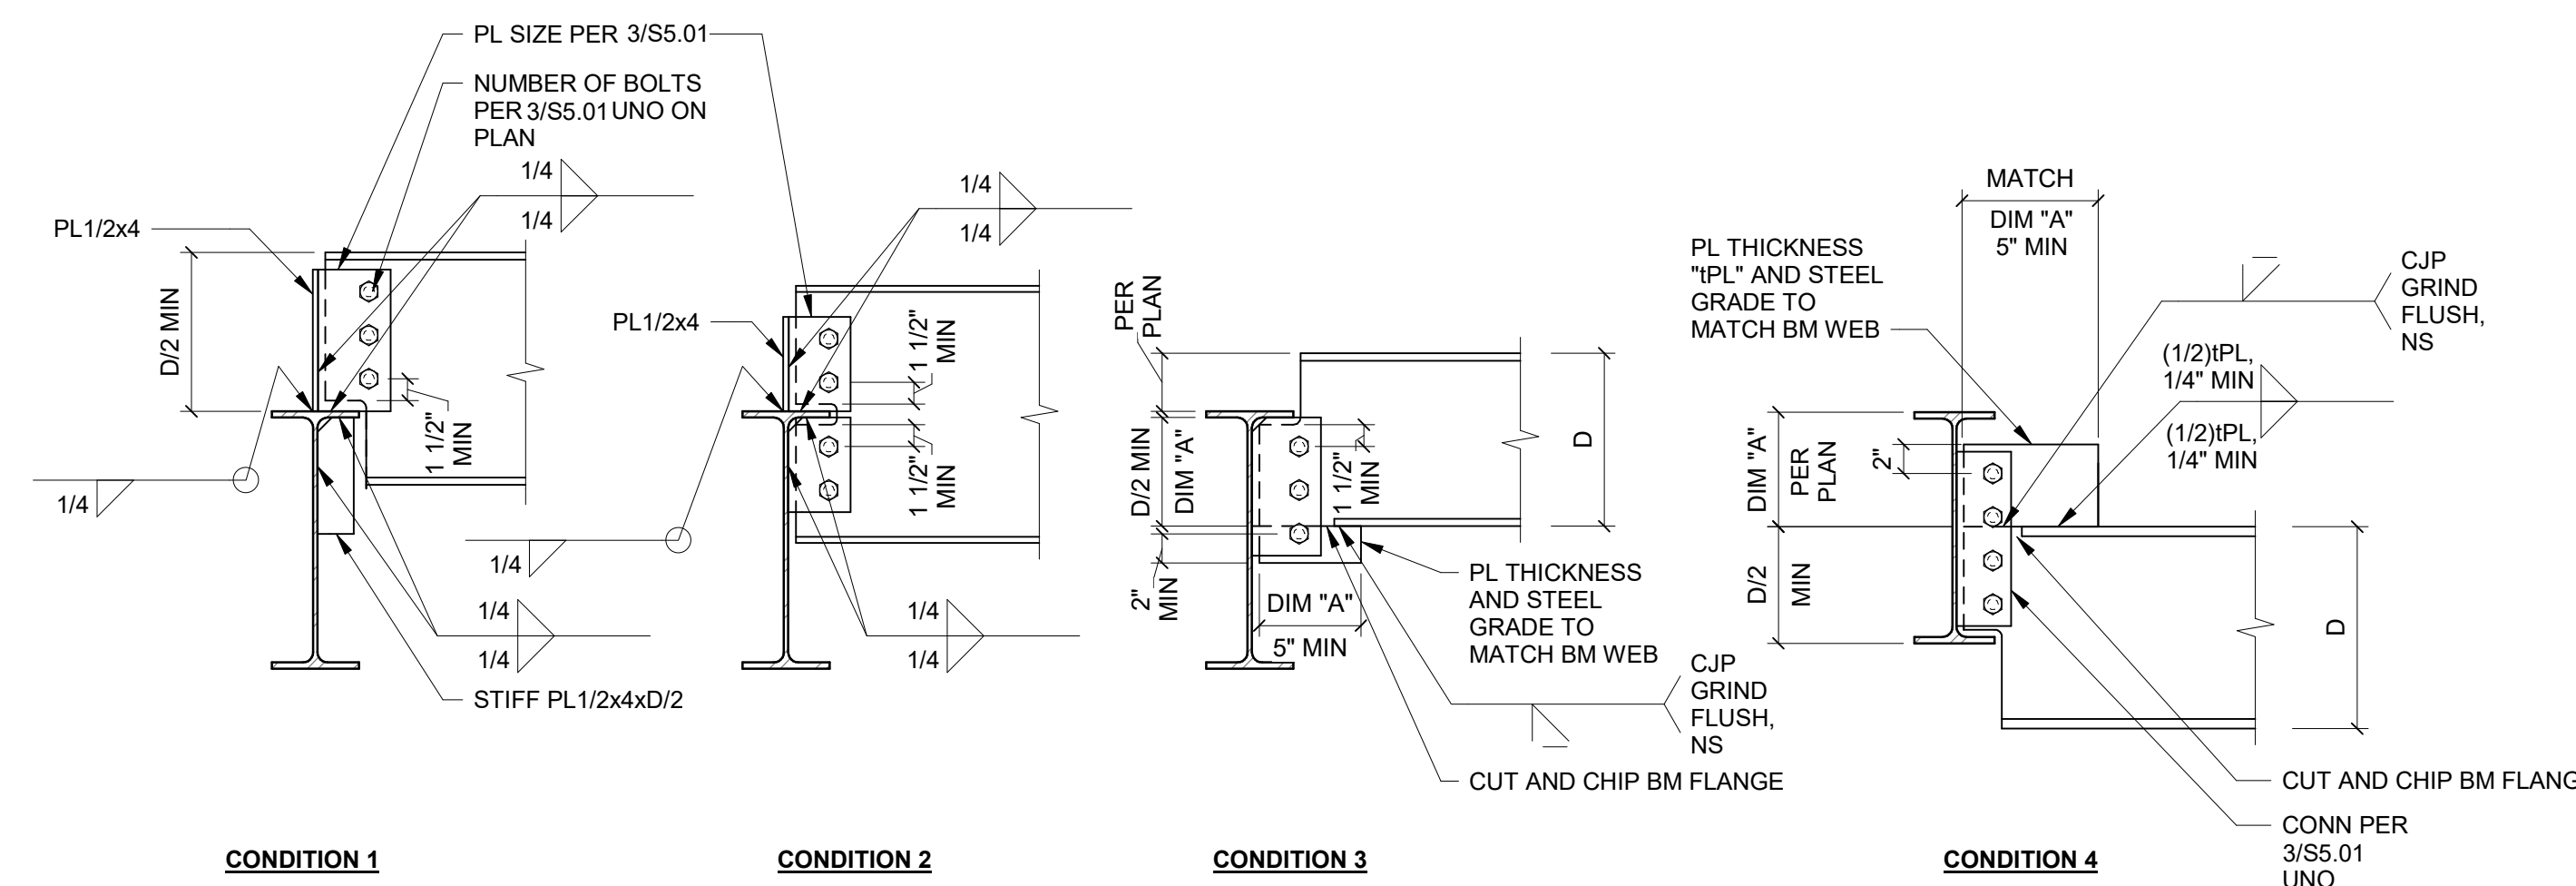 PL SIZE PER 3/S5.01
NUMBER OF BOLTS
PER 3/S5.01 UNO ON
PLAN
1/4
1/4
PL1/2x4
D/2 MIN
1 1/2"
MIN
1/4
1/4
1/4
STIFF PL1/2x4xD/2
CONDITION 1
1/4
1/4
PL1/2x4
1 1/2"
MIN
1 1/2"
MIN
1/4
1/4
1/4
CONDITION 2
PER
PLAN
D/2 MIN
DIM "A"
2"
MIN
1 1/2"
MIN
D
DIM "A"
5" MIN
PL THICKNESS
AND STEEL
GRADE TO
MATCH BM WEB
CJP
GRIND
FLUSH,
NS
CUT AND CHIP BM FLANGE
CONDITION 3
MATCH
DIM "A"
5" MIN
PL THICKNESS
"tPL" AND STEEL
GRADE TO
MATCH BM WEB
CJP
GRIND
FLUSH,
NS
(1/2)tPL,
1/4" MIN
(1/2)tPL,
1/4" MIN
DIM "A"
PER
PLAN
2"
D/2
MIN
D
CUT AND CHIP BM FLANG
CONN PER
3/S5.01
UNO
CONDITION 4